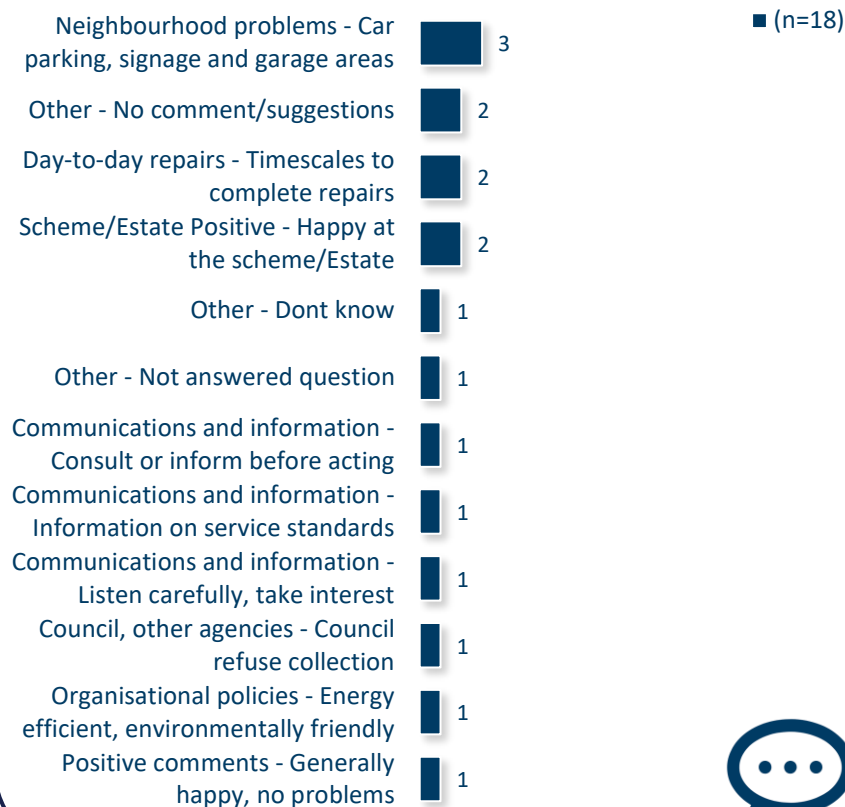 ■ (n=18)
Neighbourhood problems - Car
parking, signage and garage areas
3
Other - No comment/suggestions
2
Day-to-day repairs - Timescales to
complete repairs
2
Scheme/Estate Positive - Happy at
the scheme/Estate
2
Other - Dont know
1
Other - Not answered question
1
Communications and information -
Consult or inform before acting
1
Communications and information -
Information on service standards
1
Communications and information -
Listen carefully, take interest
1
Council, other agencies - Council
refuse collection
1
Organisational policies - Energy
efficient, environmentally friendly
1
Positive comments - Generally
happy, no problems
1